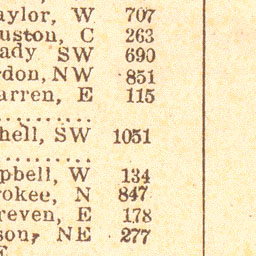 aylor, W 707
uston, C 263
ady SW 690
rdon, NW 851
arren, E 115
..........
hell, SW 1051
..........
pbell, W 134
okee, N 847
reven, E 178
son, NE 277